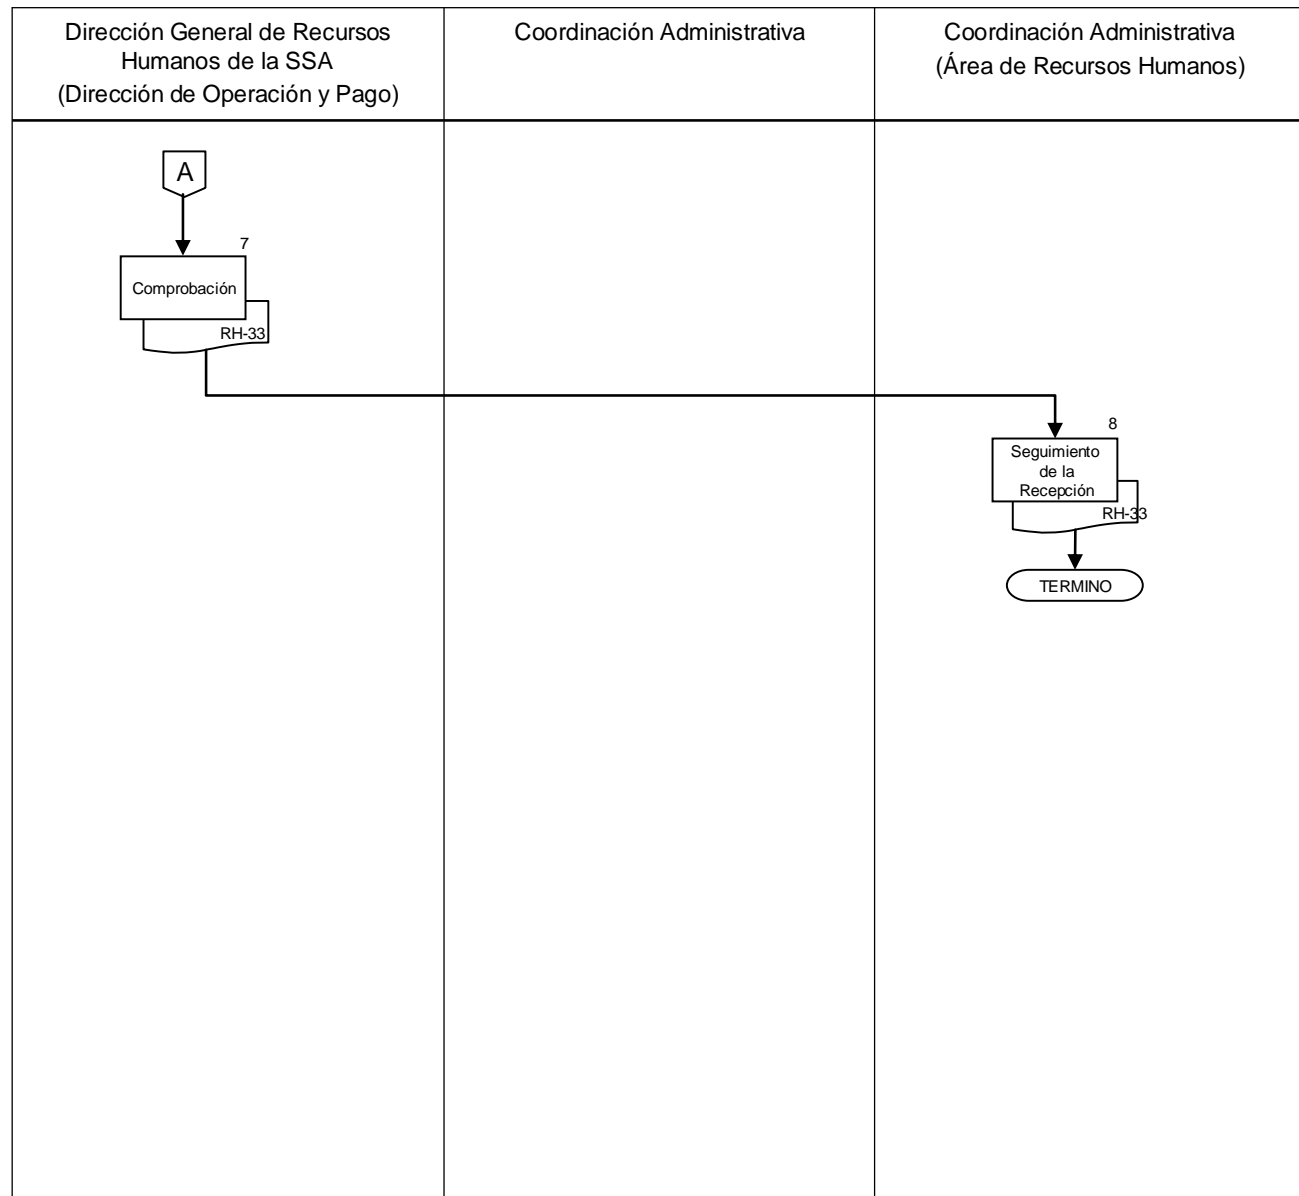 Dirección General de Recursos
Humanos de la SSA
(Dirección de Operación y Pago)
Coordinación Administrativa
Coordinación Administrativa
(Área de Recursos Humanos)
A
7
Comprobación
RH-33
8
Seguimiento
de la
Recepción
RH-33
TERMINO